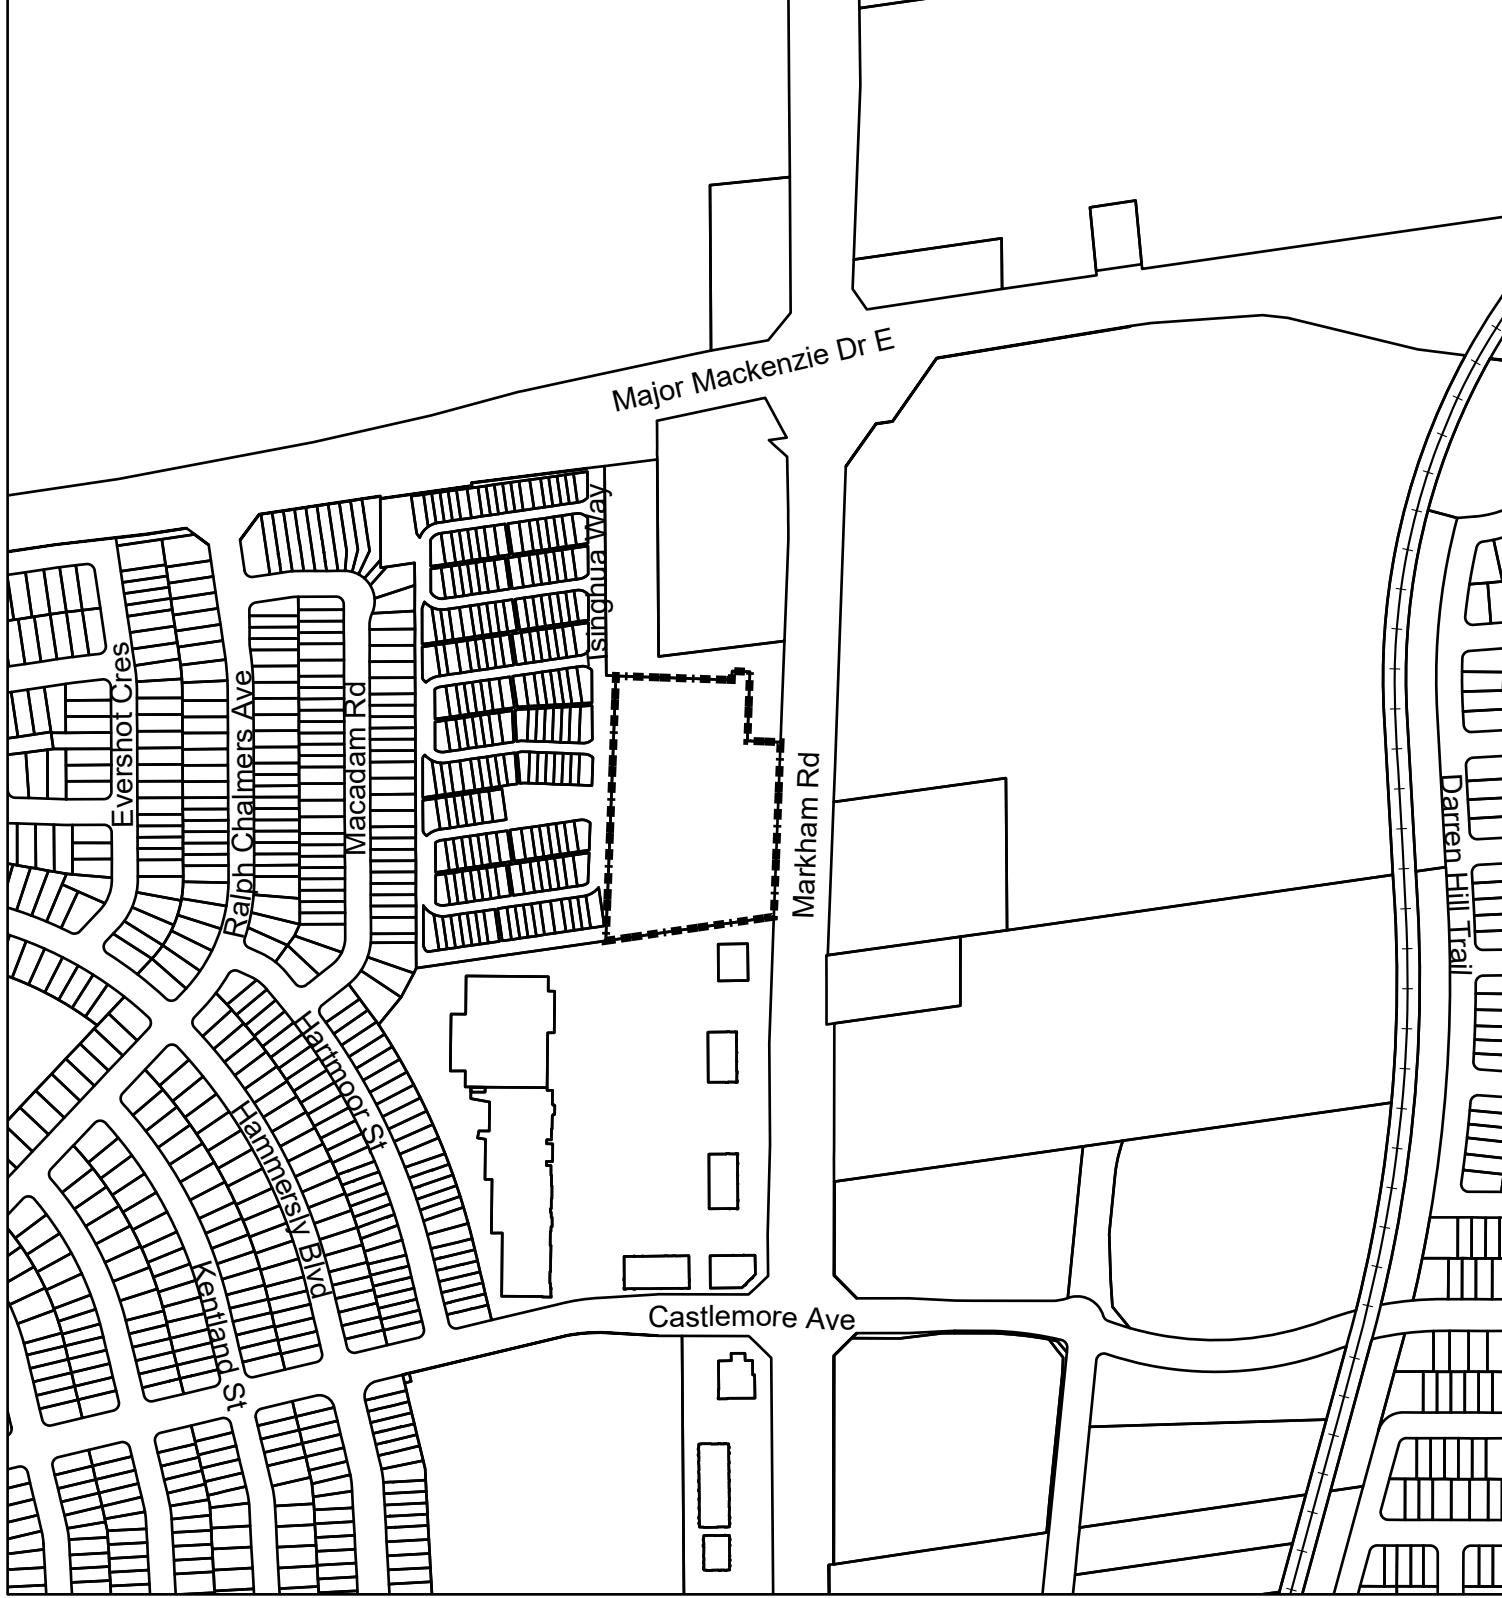 Major Mackenzie Dr E
Tsinghua Way
Evershot Cres
Ralph Chalmers Ave
Macadam Rd
Markham Rd
Darren Hill Trail
Hartmoor St
Hammersly Blvd
Kentland St
Castlemore Ave